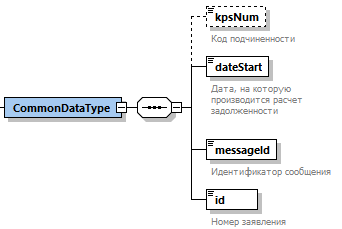 kpsNum
Код подчиненности
dateStart
Дата, на которую
производится расчет
задолженности
CommonDataType
messageId
Идентификатор сообщения
id
Номер заявления